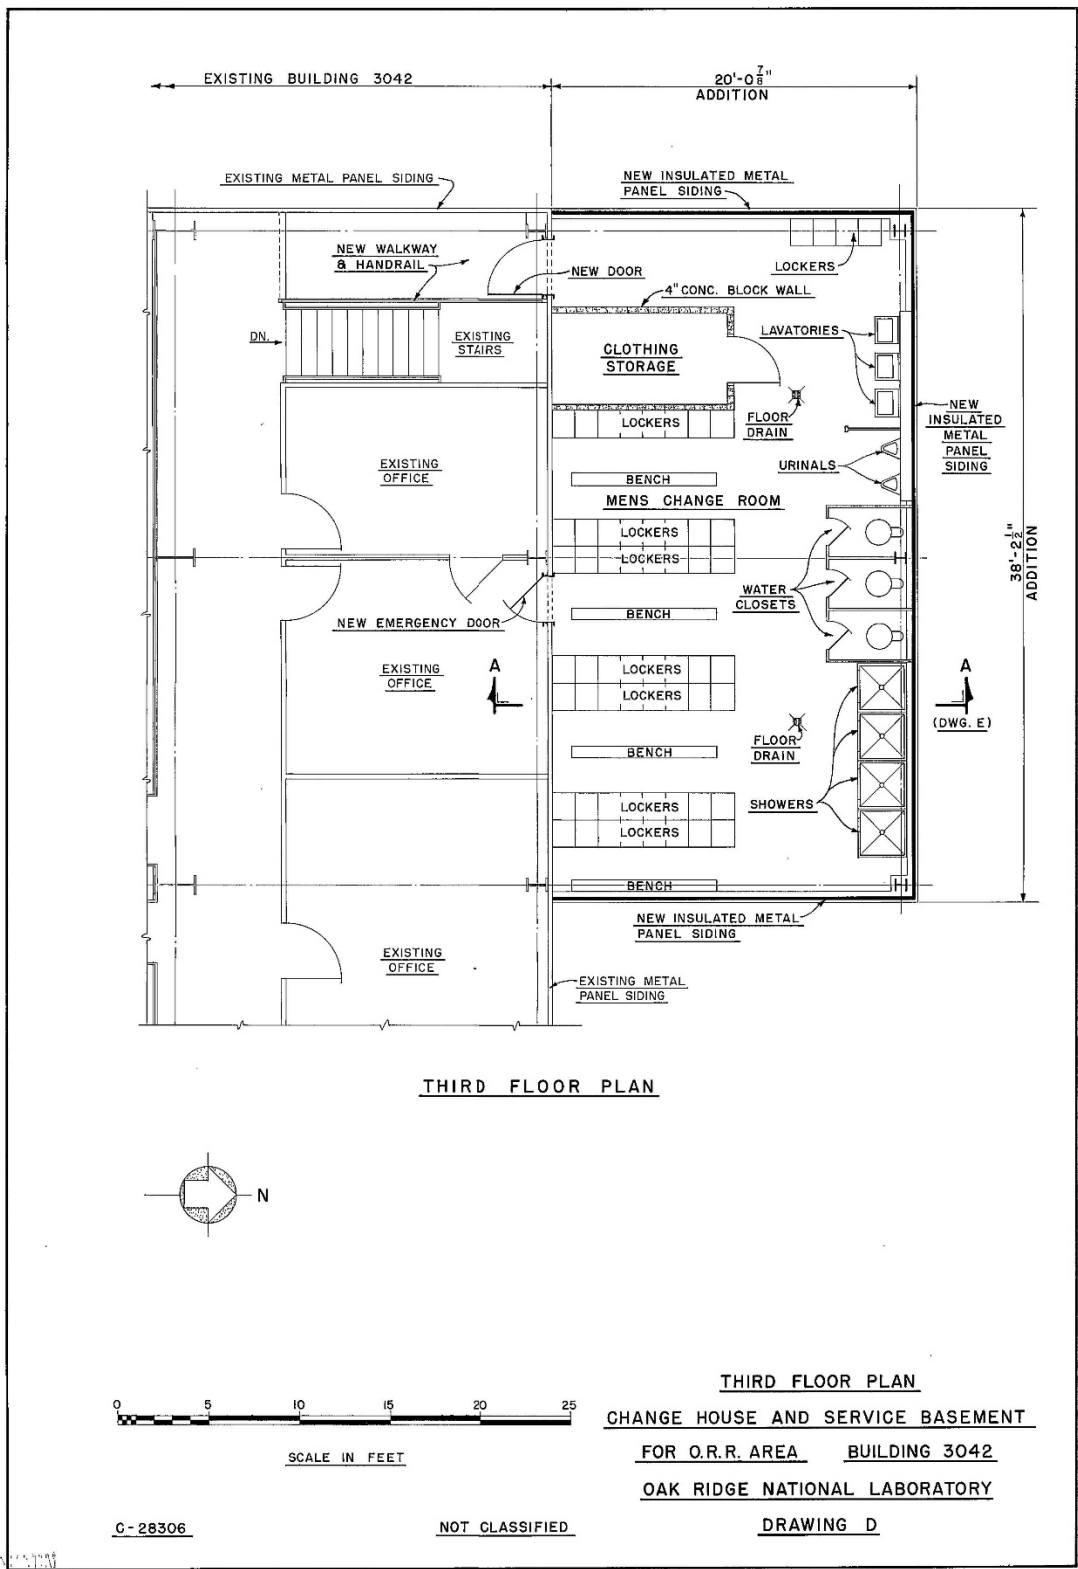 EXISTING BUILDING 3042
20'-0 7/8"
ADDITION
EXISTING METAL PANEL SIDING
NEW INSULATED METAL
PANEL SIDING
NEW WALKWAY
& HANDRAIL
NEW DOOR
LOCKERS
4" CONC. BLOCK WALL
DN.
EXISTING
STAIRS
CLOTHING
STORAGE
LAVATORIES
FLOOR
DRAIN
NEW
INSULATED
METAL
PANEL
SIDING
LOCKERS
EXISTING
OFFICE
URINALS
BENCH
MENS CHANGE ROOM
LOCKERS
LOCKERS
38'-2 1/2"
ADDITION
WATER
CLOSETS
BENCH
NEW EMERGENCY DOOR
EXISTING
OFFICE
A
LOCKERS
LOCKERS
A
(DWG. E)
FLOOR
DRAIN
BENCH
SHOWERS
LOCKERS
LOCKERS
BENCH
NEW INSULATED METAL
PANEL SIDING
EXISTING
OFFICE
EXISTING METAL
PANEL SIDING
THIRD FLOOR PLAN
N
0 5 10 15 20 25
SCALE IN FEET
THIRD FLOOR PLAN
CHANGE HOUSE AND SERVICE BASEMENT
FOR O.R.R. AREA BUILDING 3042
OAK RIDGE NATIONAL LABORATORY
DRAWING D
C-28306
NOT CLASSIFIED